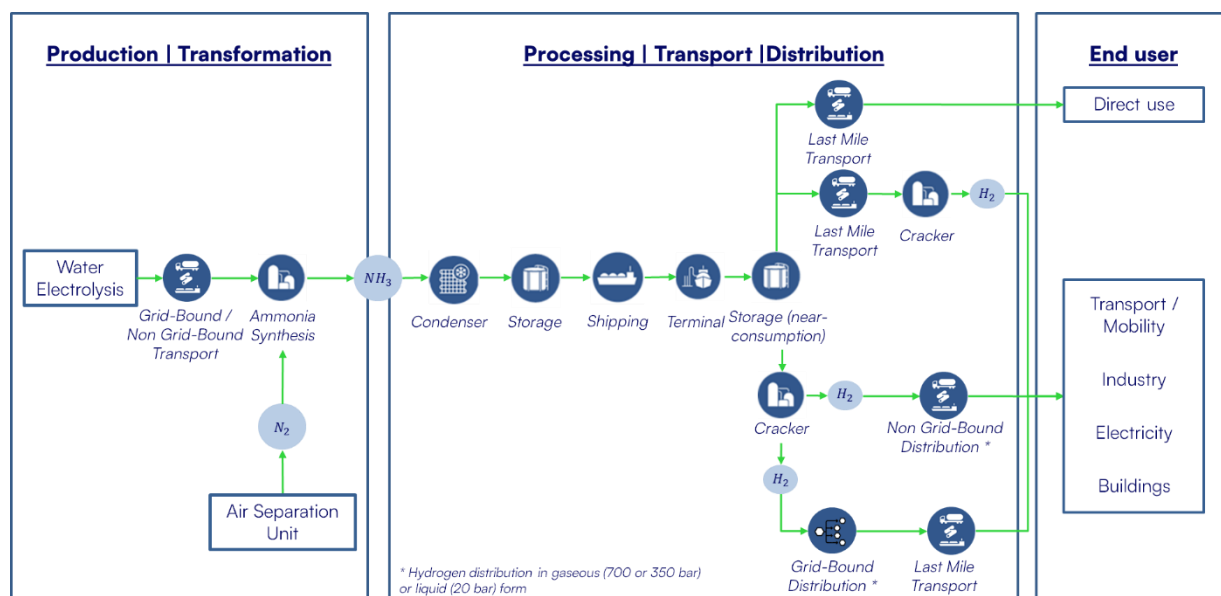 Production | Transformation
Processing | Transport |Distribution
End user
Direct use
Last Mile
Transport
H₂
Last Mile
Transport
Cracker
Water
Electrolysis
NH₃
Grid-Bound /
Non Grid-Bound
Transport
Ammonia
Synthesis
Condenser
Storage
Shipping
Terminal
Storage (near-
consumption)
Transport /
Mobility
Industry
Electricity
Buildings
N₂
Cracker
H₂
Non Grid-Bound
Distribution *
H₂
Air Separation
Unit
Grid-Bound
Distribution *
Last Mile
Transport
* Hydrogen distribution in gaseous (700 or 350 bar)
or liquid (20 bar) form